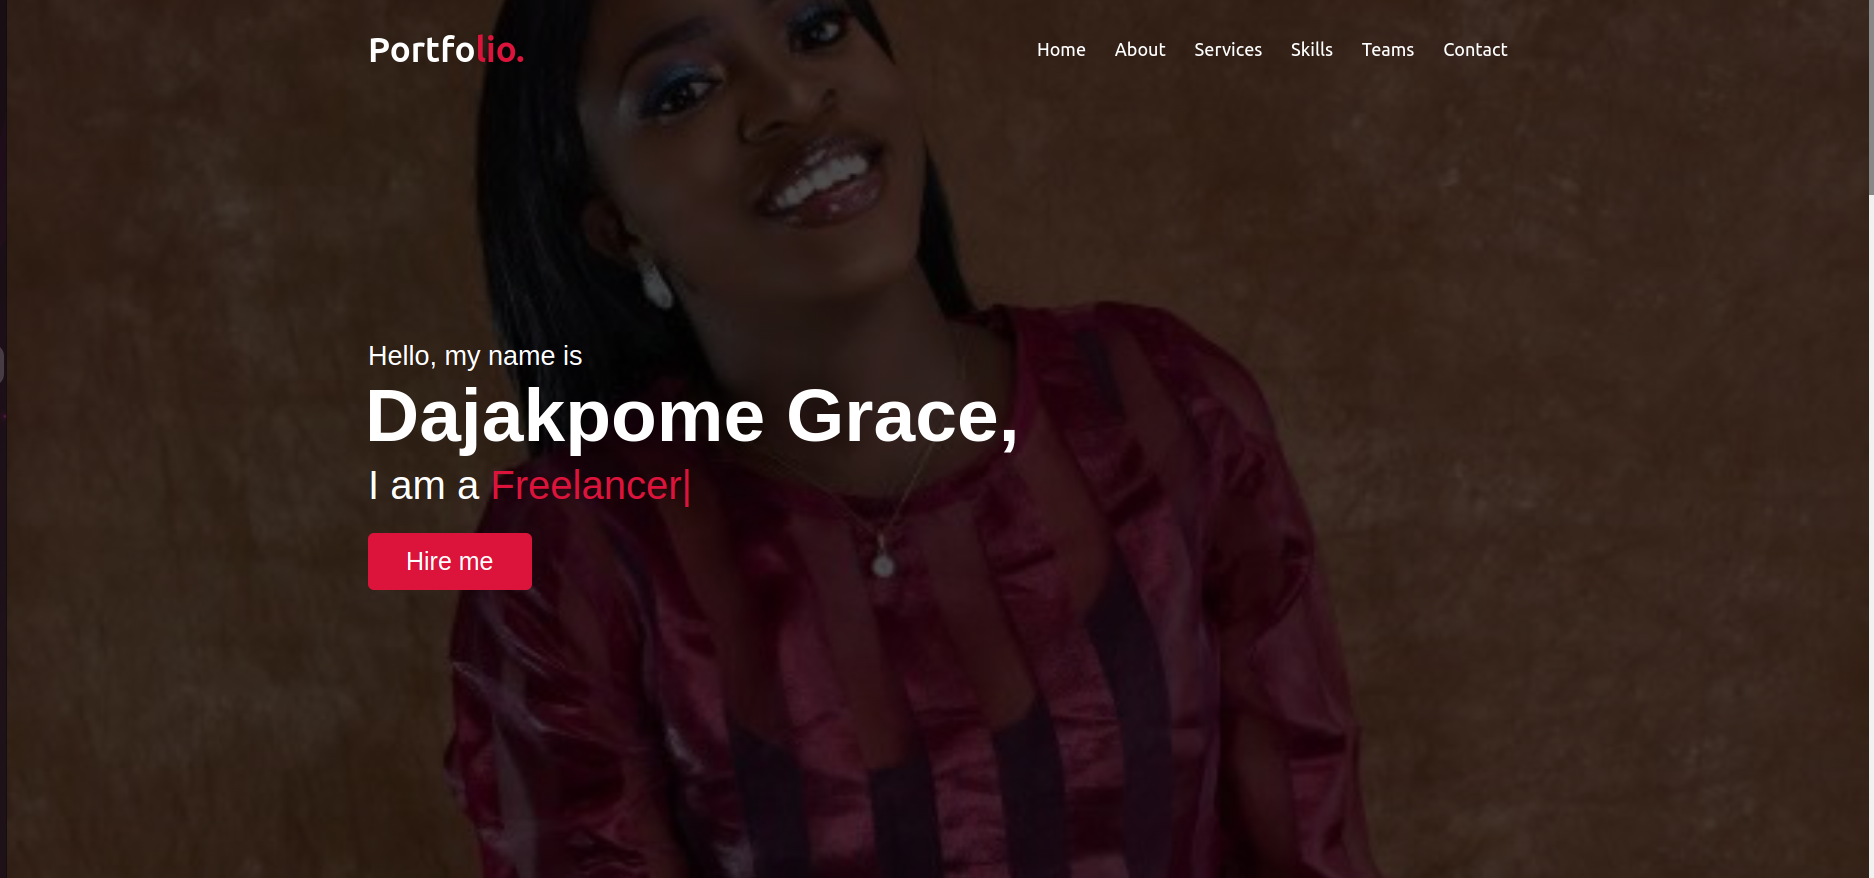 Portfolio.
Home About Services Skills Teams Contact
Hello, my name is
Dajakpome Grace,
I am a Freelancer|
Hire me